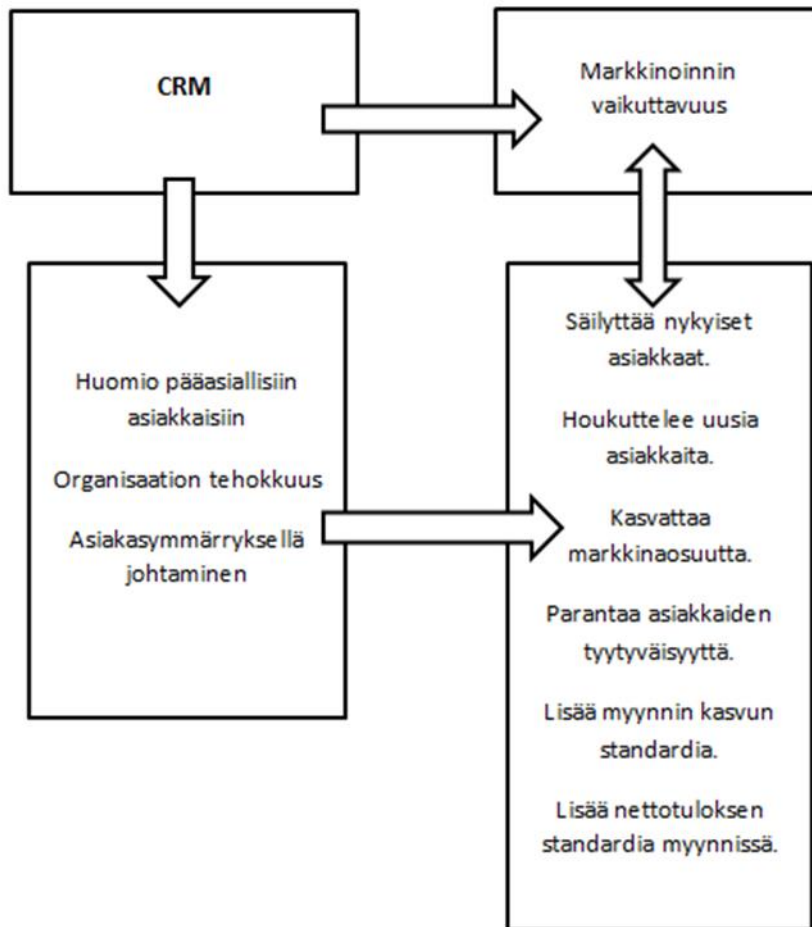 CRM
Markkinoinnin
vaikuttavuus
Huomio pääasiallisiin
asiakkaisiin
Organisaation tehokkuus
Asiakasymmärryksellä
johtaminen
Säilyttää nykyiset
asiakkaat.
Houkuttelee uusia
asiakkaita.
Kasvattaa
markkinaosuutta.
Parantaa asiakkaiden
tyytyväisyyttä.
Lisää myynnin kasvun
standardia.
Lisää nettotuloksen
standardia myynnissä.